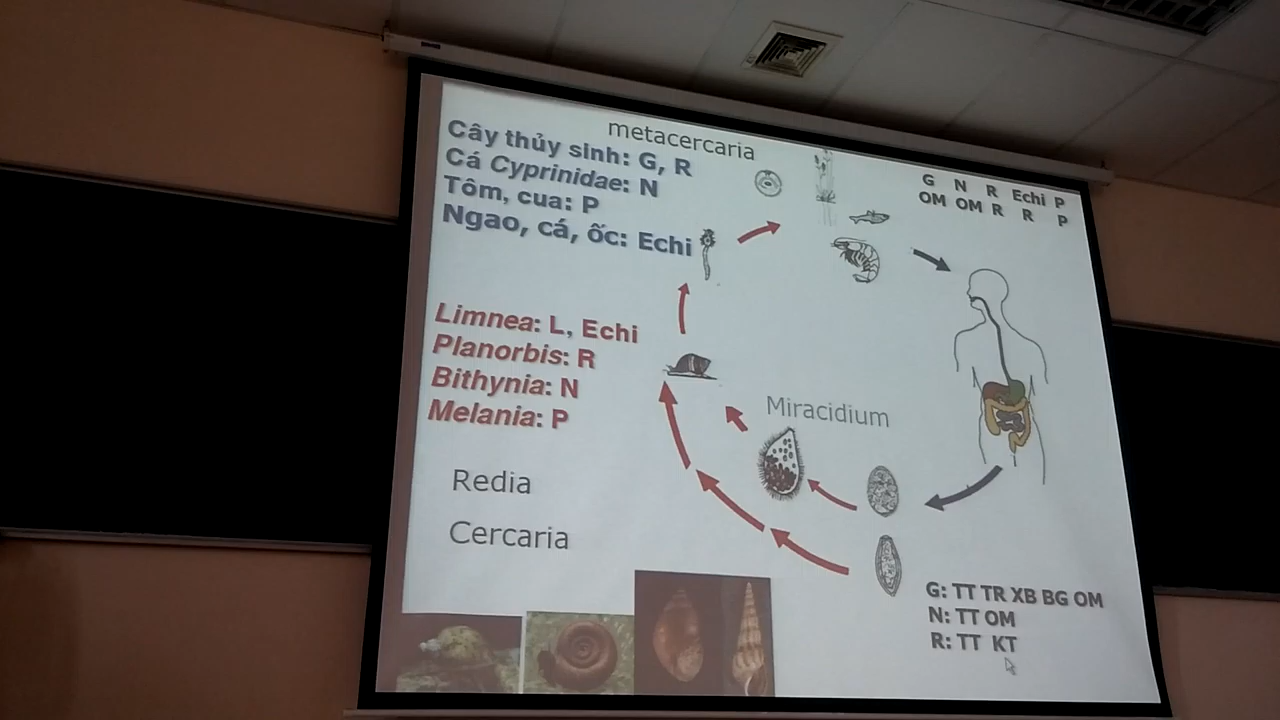 metacercaria
Cây thủy sinh: G, R
Cá Cyprinidae: N
Tôm, cua: P
Ngao, cá, ốc: Echi
G N R Echi P
OM OM R R P
Limnea: L, Echi
Planorbis: R
Bithynia: N
Melania: P
Miracidium
Redia
Cercaria
G: TT TR XB BG OM
N: TT OM
R: TT KT